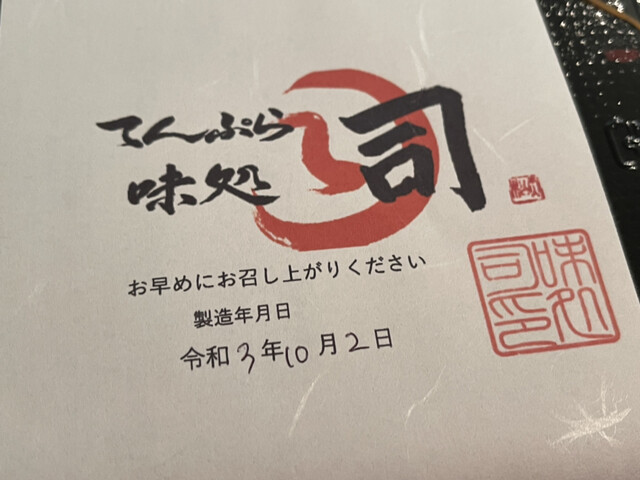 てんぷら
味処
司
お早めにお召し上がりください
製造年月日
令和3年10月2日
味処
司印